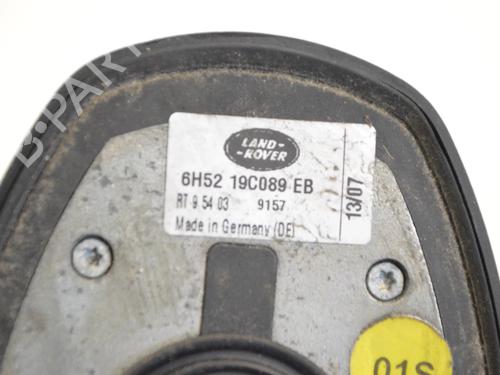 B-PARTS
LAND-
ROVER
6H52 19C089 EB
RT 9 54 03 9157
Made in Germany (DE)
13/07
01S